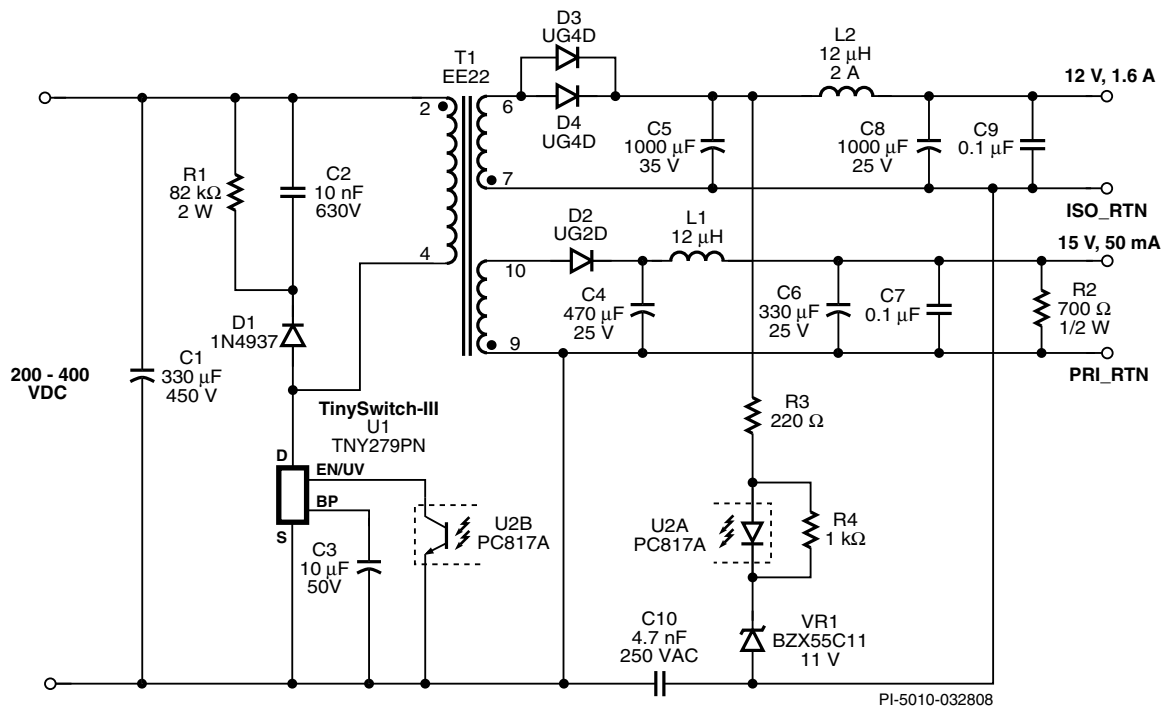 D3
UG4D
L2
12 µH
2 A
T1
EE22
12 V, 1.6 A
2
6
D4
UG4D
C5
1000 µF
35 V
C8
1000 µF
25 V
C9
0.1 µF
R1
82 kΩ
2 W
C2
10 nF
630V
7
ISO_RTN
D2
UG2D
L1
12 µH
15 V, 50 mA
4
10
C4
470 µF
25 V
C6
330 µF
25 V
C7
0.1 µF
R2
700 Ω
1/2 W
D1
1N4937
9
PRI_RTN
200 - 400
VDC
C1
330 µF
450 V
R3
220 Ω
TinySwitch-III
U1
TNY279PN
D
EN/UV
BP
S
C3
10 µF
50V
U2B
PC817A
U2A
PC817A
R4
1 kΩ
C10
4.7 nF
250 VAC
VR1
BZX55C11
11 V
PI-5010-032808